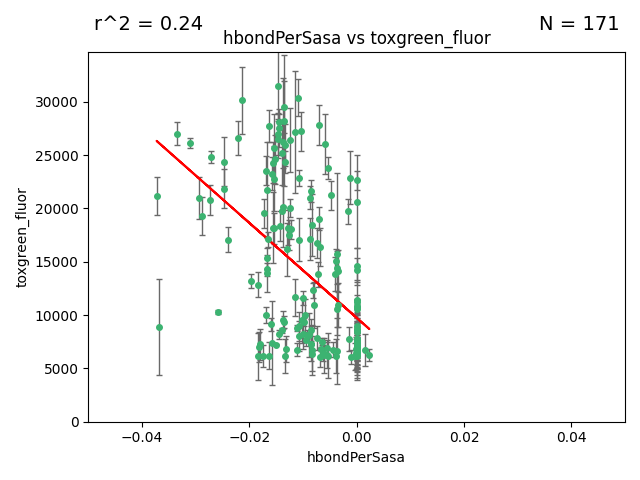 r^2 = 0.24
N = 171
hbondPerSasa vs toxgreen_fluor
30000
25000
20000
15000
10000
5000
0
toxgreen_fluor
−0.04
−0.02
0.00
0.02
0.04
hbondPerSasa